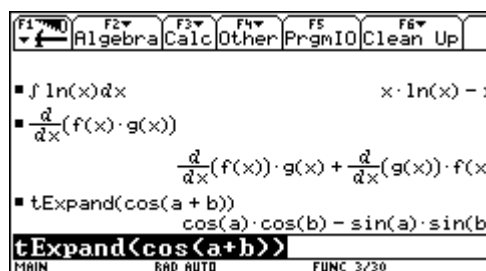 F1 F2 Algebra F3 Calc F4 Other F5 PrgmIO F6 Clean Up
∫ ln(x)dx x·ln(x) −
d/dx(f(x)·g(x))
d/dx(f(x))·g(x) + d/dx(g(x))·f(x
tExpand(cos(a + b))
cos(a)·cos(b) − sin(a)·sin(b
tExpand(cos(a+b))
MAIN RAD AUTO FUNC 3/30